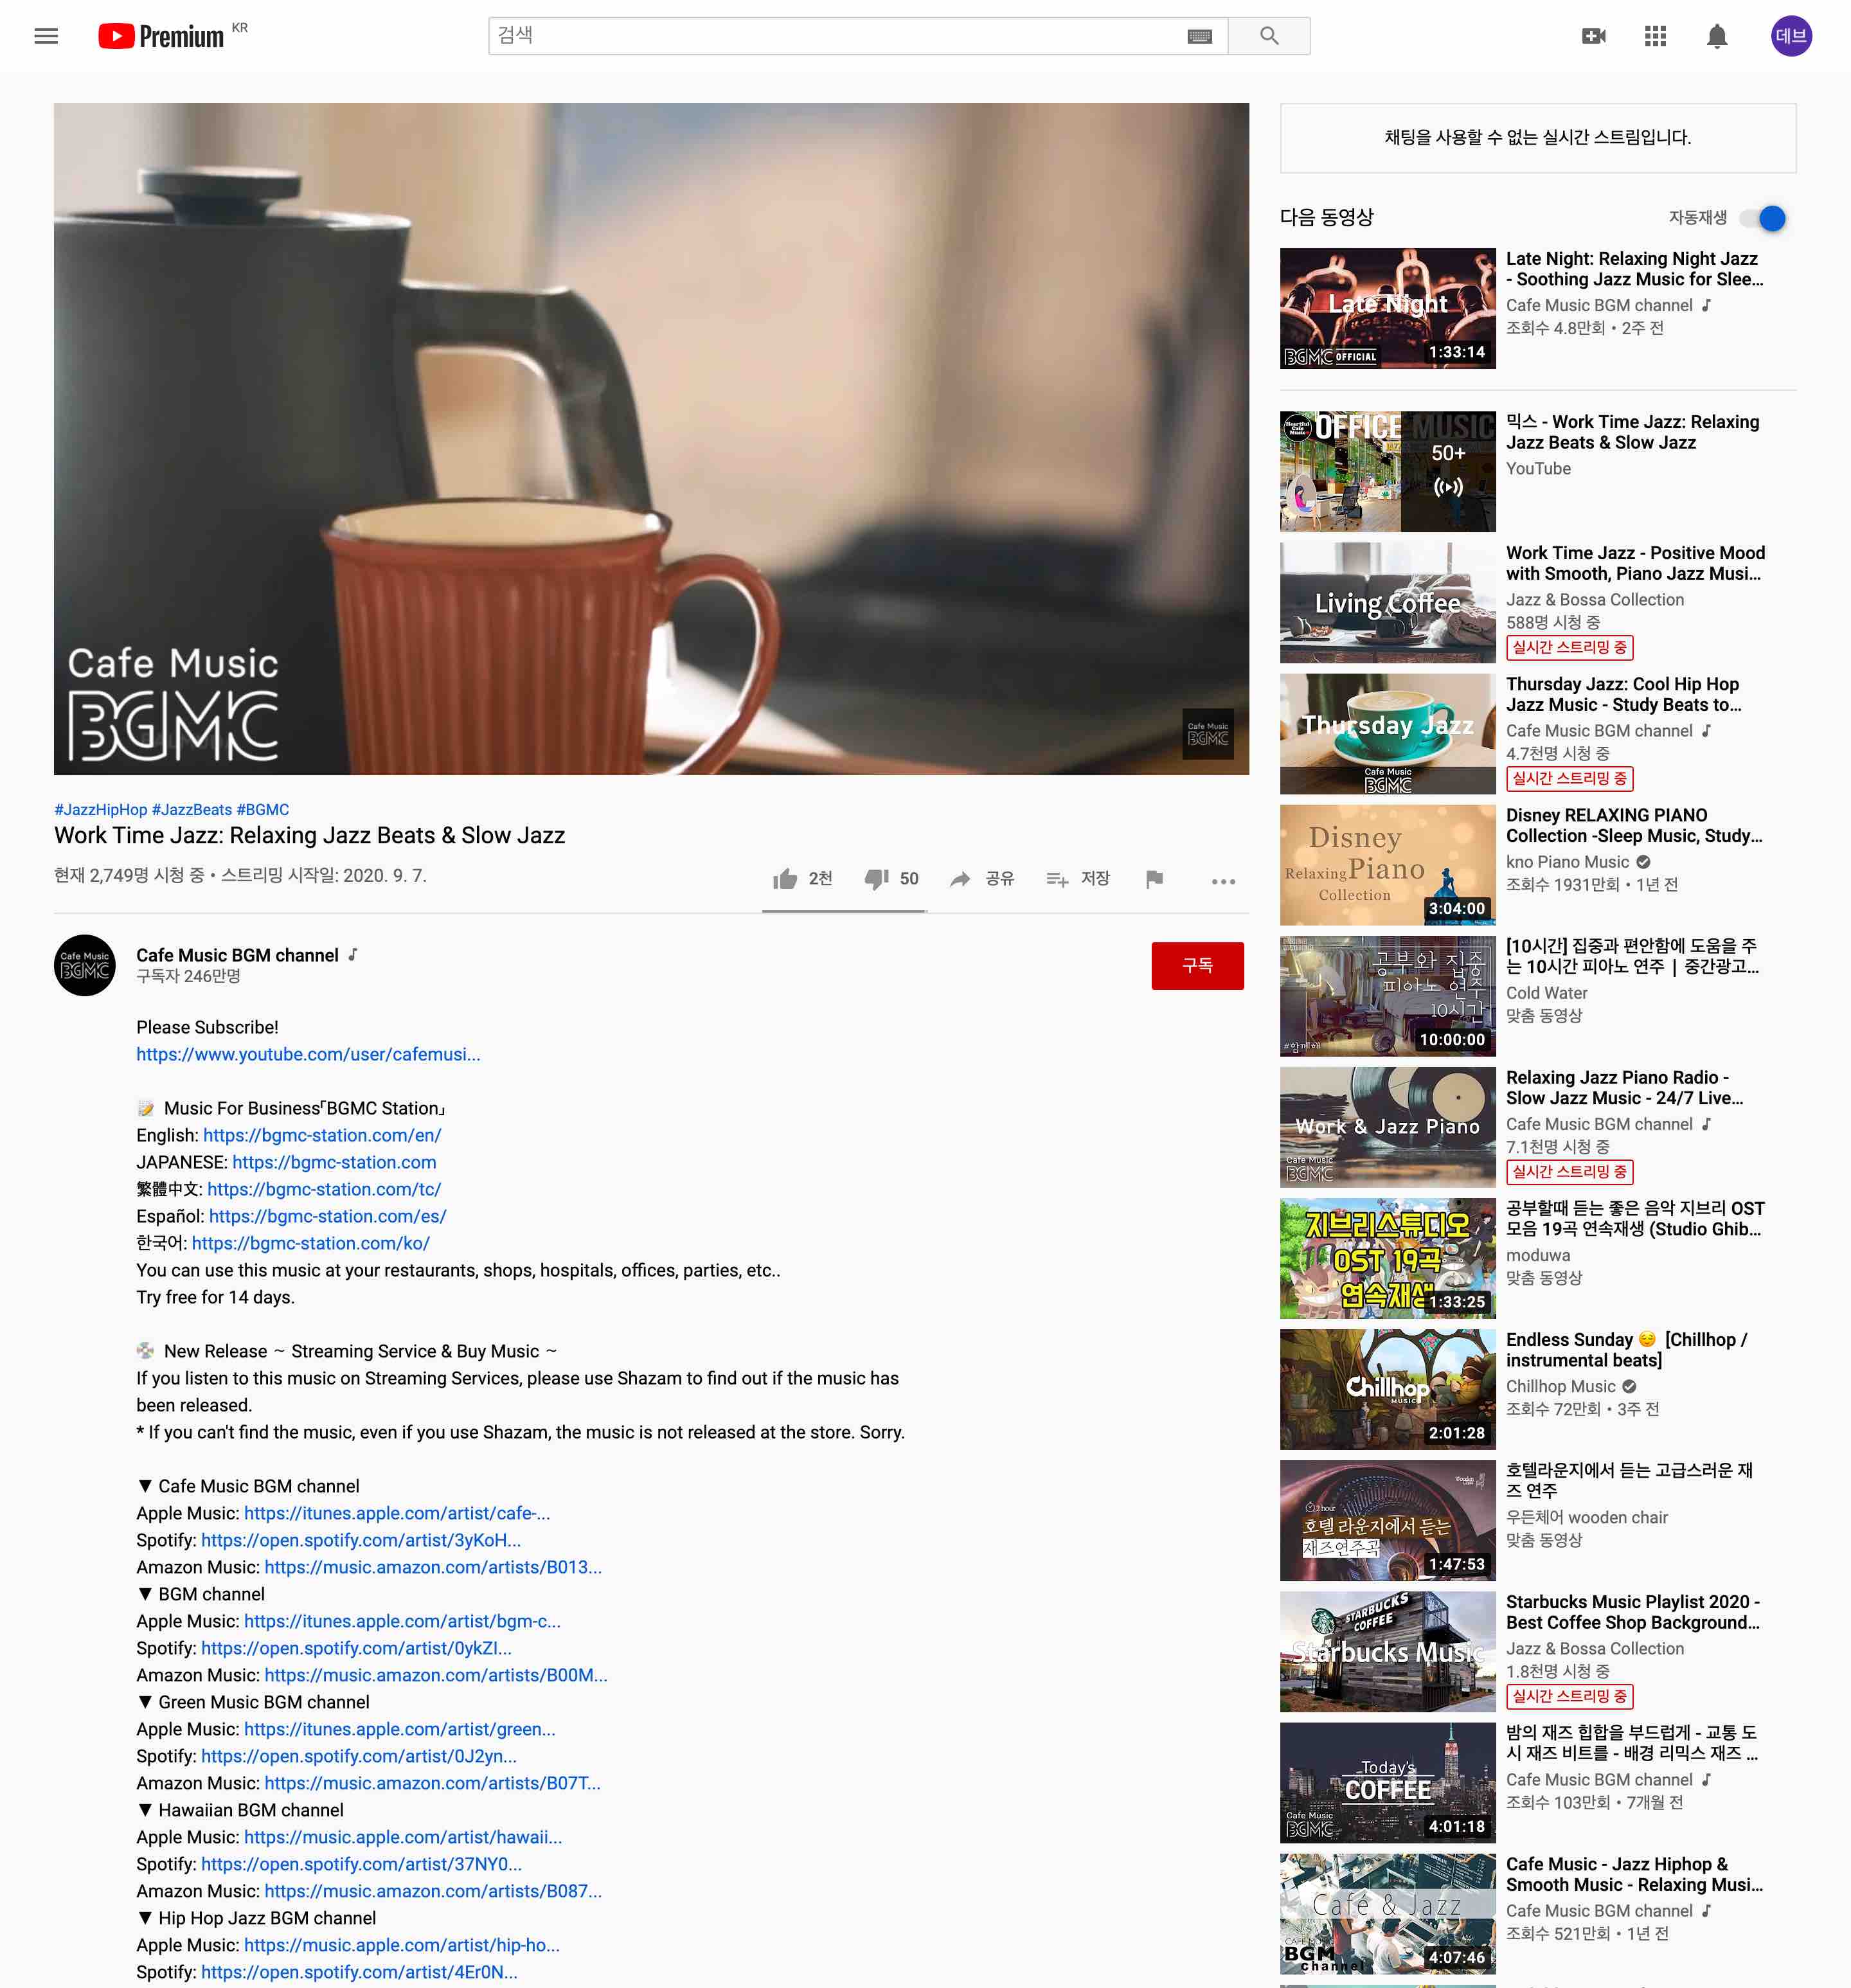 Premium KR
검색
데브
Cafe Music
BGMC
Cafe Music
BGMC
#JazzHipHop #JazzBeats #BGMC
Work Time Jazz: Relaxing Jazz Beats & Slow Jazz
현재 2,749명 시청 중 • 스트리밍 시작일: 2020. 9. 7.
2천
50
공유
저장
Cafe Music
BGMC
Cafe Music BGM channel
구독자 246만명
구독
Please Subscribe!
https://www.youtube.com/user/cafemusi...
Music For Business「BGMC Station」
English: https://bgmc-station.com/en/
JAPANESE: https://bgmc-station.com
繁體中文: https://bgmc-station.com/tc/
Español: https://bgmc-station.com/es/
한국어: https://bgmc-station.com/ko/
You can use this music at your restaurants, shops, hospitals, offices, parties, etc..
Try free for 14 days.
New Release ~ Streaming Service & Buy Music ~
If you listen to this music on Streaming Services, please use Shazam to find out if the music has
been released.
* If you can't find the music, even if you use Shazam, the music is not released at the store. Sorry.
▼ Cafe Music BGM channel
Apple Music: https://itunes.apple.com/artist/cafe-...
Spotify: https://open.spotify.com/artist/3yKoH...
Amazon Music: https://music.amazon.com/artists/B013...
▼ BGM channel
Apple Music: https://itunes.apple.com/artist/bgm-c...
Spotify: https://open.spotify.com/artist/0ykZI...
Amazon Music: https://music.amazon.com/artists/B00M...
▼ Green Music BGM channel
Apple Music: https://itunes.apple.com/artist/green...
Spotify: https://open.spotify.com/artist/0J2yn...
Amazon Music: https://music.amazon.com/artists/B07T...
▼ Hawaiian BGM channel
Apple Music: https://music.apple.com/artist/hawaii...
Spotify: https://open.spotify.com/artist/37NY0...
Amazon Music: https://music.amazon.com/artists/B087...
▼ Hip Hop Jazz BGM channel
Apple Music: https://music.apple.com/artist/hip-ho...
Spotify: https://open.spotify.com/artist/4Er0N...
채팅을 사용할 수 없는 실시간 스트림입니다.
다음 동영상
자동재생
Late Night
BGMC OFFICIAL
1:33:14
Late Night: Relaxing Night Jazz
- Soothing Jazz Music for Slee...
Cafe Music BGM channel
조회수 4.8만회 • 2주 전
Heartful Cafe Music
OFFICE MUSIC
50+
믹스 - Work Time Jazz: Relaxing
Jazz Beats & Slow Jazz
YouTube
Living Coffee
Work Time Jazz - Positive Mood
with Smooth, Piano Jazz Musi...
Jazz & Bossa Collection
588명 시청 중
실시간 스트리밍 중
Thursday Jazz
Cafe Music
BGMC
Thursday Jazz: Cool Hip Hop
Jazz Music - Study Beats to...
Cafe Music BGM channel
4.7천명 시청 중
실시간 스트리밍 중
Disney
Relaxing Piano
Collection
3:04:00
Disney RELAXING PIANO
Collection -Sleep Music, Study...
kno Piano Music
조회수 1931만회 • 1년 전
공부와 집중
피아노 연주
10시간
#함께해
10:00:00
[10시간] 집중과 편안함에 도움을 주
는 10시간 피아노 연주 | 중간광고...
Cold Water
맞춤 동영상
Work & Jazz Piano
Cafe Music
BGMC
Relaxing Jazz Piano Radio -
Slow Jazz Music - 24/7 Live...
Cafe Music BGM channel
7.1천명 시청 중
실시간 스트리밍 중
지브리스튜디오
OST 19곡
연속재생
1:33:25
공부할때 듣는 좋은 음악 지브리 OST
모음 19곡 연속재생 (Studio Ghib...
moduwa
맞춤 동영상
Chillhop
MUSIC
2:01:28
Endless Sunday 😌 [Chillhop /
instrumental beats]
Chillhop Music
조회수 72만회 • 3주 전
2 hour
호텔 라운지에서 듣는
재즈연주곡
1:47:53
호텔라운지에서 듣는 고급스러운 재
즈 연주
우든체어 wooden chair
맞춤 동영상
STARBUCKS
COFFEE
Starbucks Music
Starbucks Music Playlist 2020 -
Best Coffee Shop Background...
Jazz & Bossa Collection
1.8천명 시청 중
실시간 스트리밍 중
Today's
COFFEE
Cafe Music
BGMC
4:01:18
밤의 재즈 힙합을 부드럽게 - 교통 도
시 재즈 비트를 - 배경 리믹스 재즈 ...
Cafe Music BGM channel
조회수 103만회 • 7개월 전
Café & Jazz
CAFE MUSIC
BGM
channel
4:07:46
Cafe Music - Jazz Hiphop &
Smooth Music - Relaxing Musi...
Cafe Music BGM channel
조회수 521만회 • 1년 전